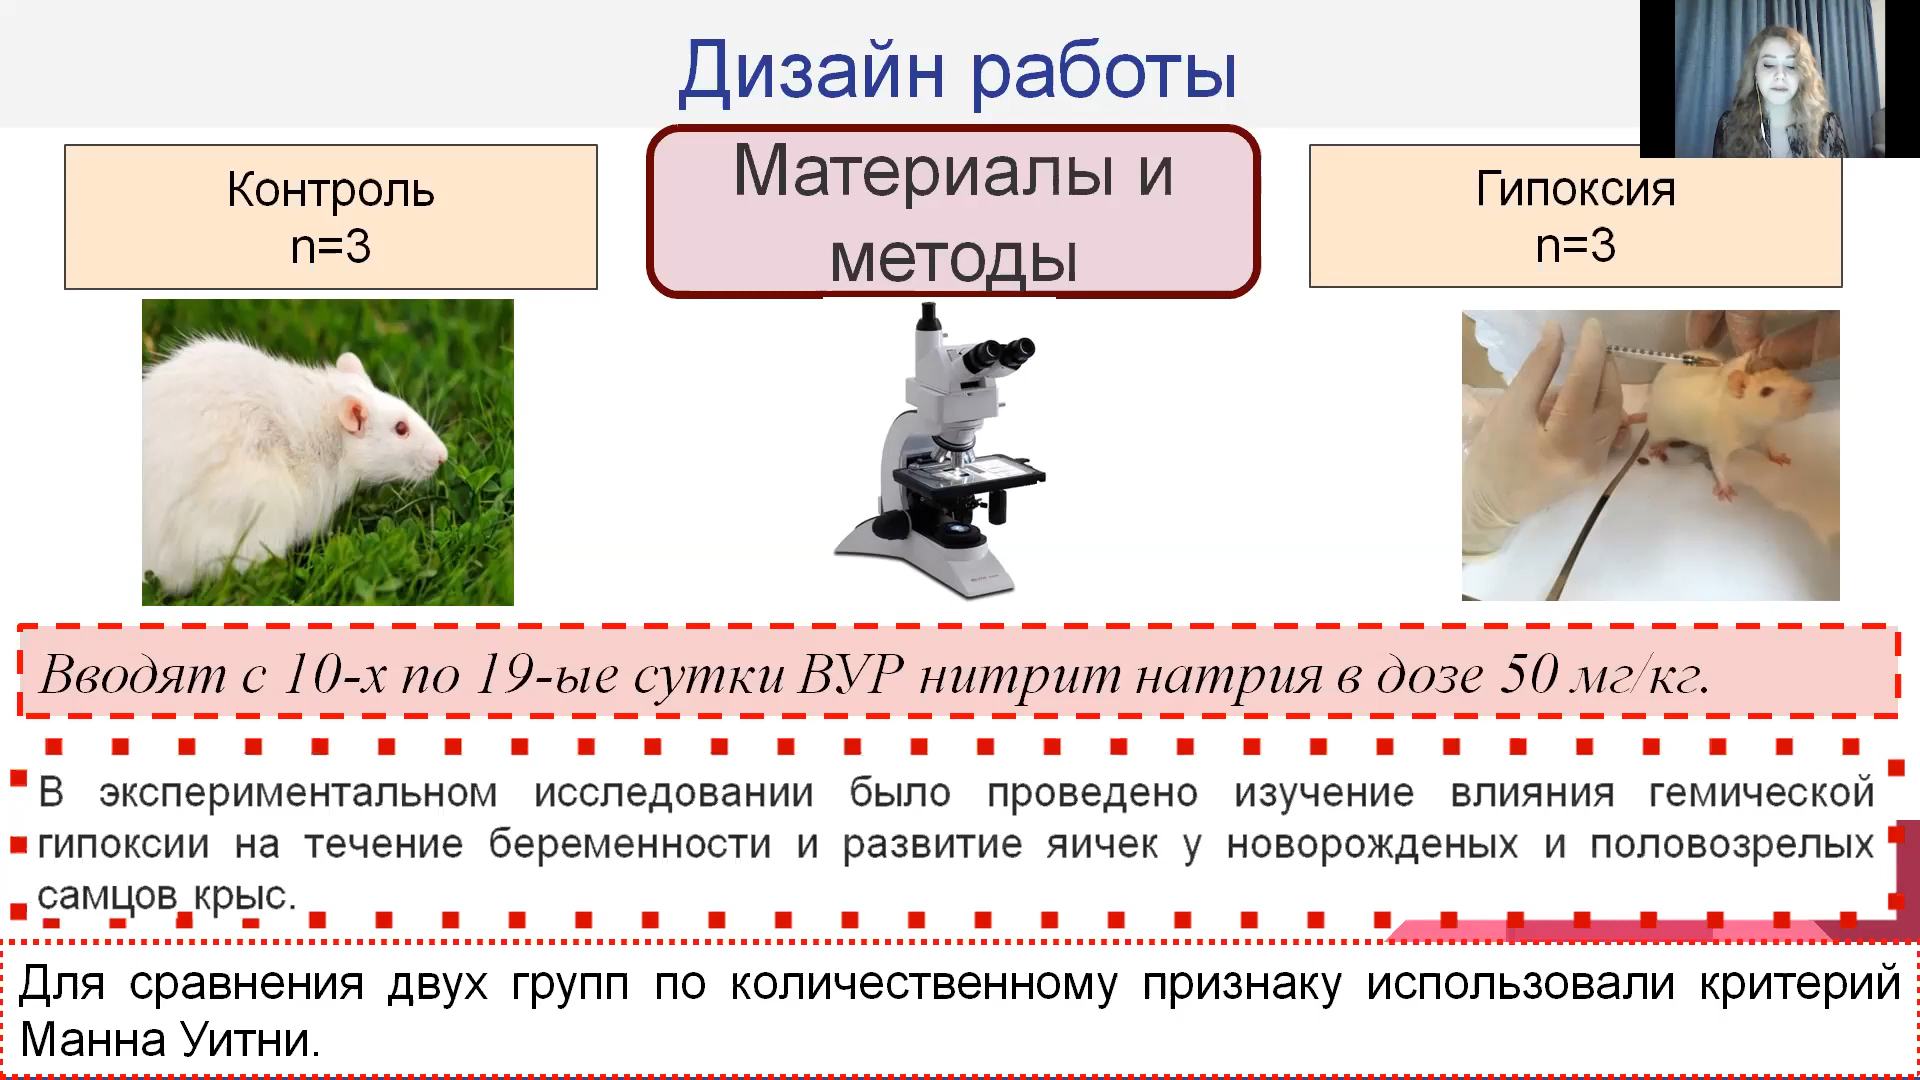 Дизайн работы
Контроль
n=3
Материалы и
методы
Гипоксия
n=3
Вводят с 10-х по 19-ые сутки ВУР нитрит натрия в дозе 50 мг/кг.
В экспериментальном исследовании было проведено изучение влияния гемической
гипоксии на течение беременности и развитие яичек у новорожденых и половозрелых
самцов крыс.
Для сравнения двух групп по количественному признаку использовали критерий
Манна Уитни.